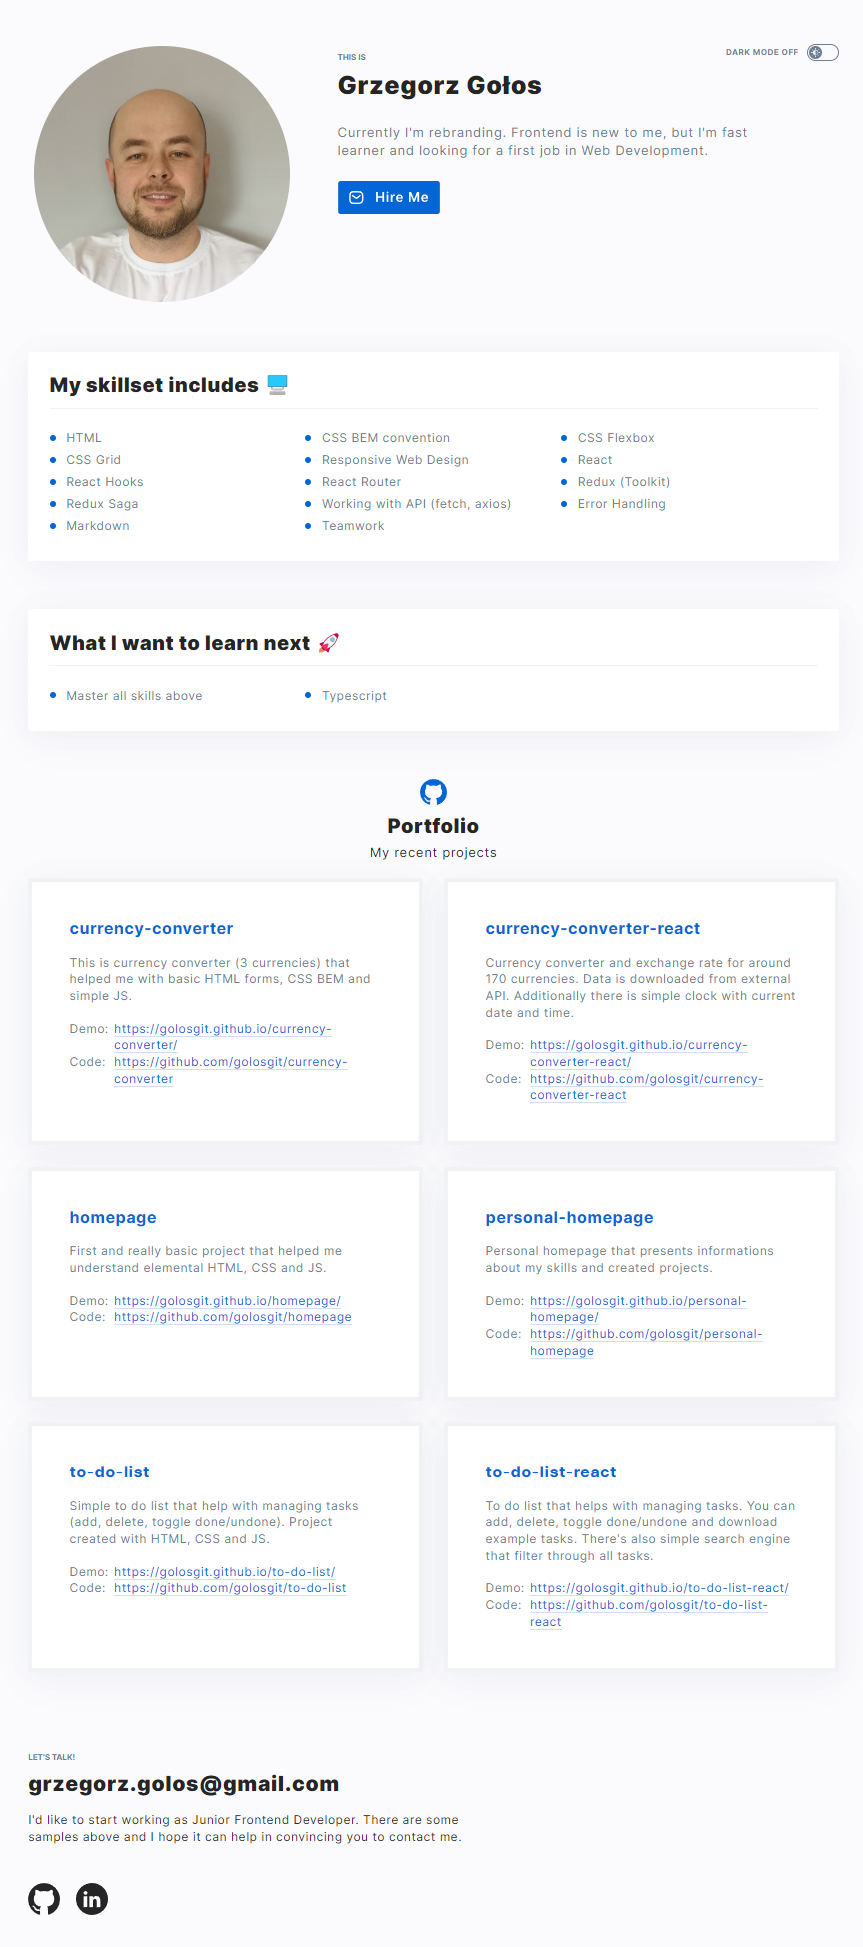 THIS IS
DARK MODE OFF
Grzegorz Gołos
Currently I'm rebranding. Frontend is new to me, but I'm fast
learner and looking for a first job in Web Development.
Hire Me
My skillset includes
HTML
CSS BEM convention
CSS Flexbox
CSS Grid
Responsive Web Design
React
React Hooks
React Router
Redux (Toolkit)
Redux Saga
Working with API (fetch, axios)
Error Handling
Markdown
Teamwork
What I want to learn next
Master all skills above
Typescript
Portfolio
My recent projects
currency-converter
This is currency converter (3 currencies) that
helped me with basic HTML forms, CSS BEM and
simple JS.
Demo: https://golosgit.github.io/currency-
converter/
Code: https://github.com/golosgit/currency-
converter
currency-converter-react
Currency converter and exchange rate for around
170 currencies. Data is downloaded from external
API. Additionally there is simple clock with current
date and time.
Demo: https://golosgit.github.io/currency-
converter-react/
Code: https://github.com/golosgit/currency-
converter-react
homepage
First and really basic project that helped me
understand elemental HTML, CSS and JS.
Demo: https://golosgit.github.io/homepage/
Code: https://github.com/golosgit/homepage
personal-homepage
Personal homepage that presents informations
about my skills and created projects.
Demo: https://golosgit.github.io/personal-
homepage/
Code: https://github.com/golosgit/personal-
homepage
to-do-list
Simple to do list that help with managing tasks
(add, delete, toggle done/undone). Project
created with HTML, CSS and JS.
Demo: https://golosgit.github.io/to-do-list/
Code: https://github.com/golosgit/to-do-list
to-do-list-react
To do list that helps with managing tasks. You can
add, delete, toggle done/undone and download
example tasks. There's also simple search engine
that filter through all tasks.
Demo: https://golosgit.github.io/to-do-list-react/
Code: https://github.com/golosgit/to-do-list-
react
LET'S TALK!
grzegorz.golos@gmail.com
I'd like to start working as Junior Frontend Developer. There are some
samples above and I hope it can help in convincing you to contact me.
in